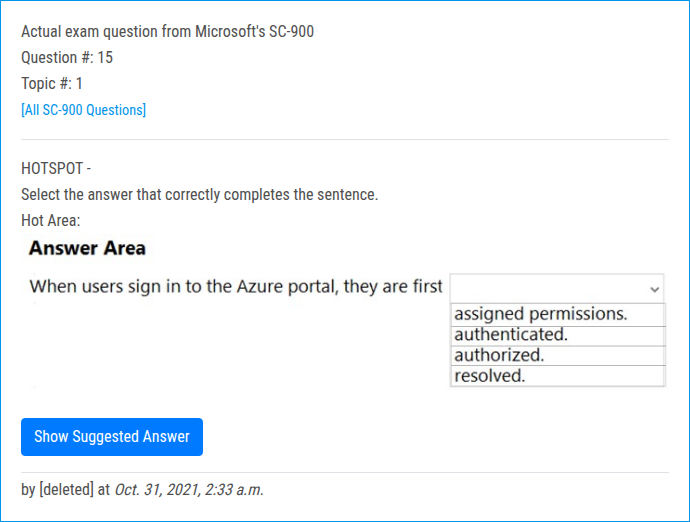 Actual exam question from Microsoft's SC-900
Question #: 15
Topic #: 1
[All SC-900 Questions]
HOTSPOT -
Select the answer that correctly completes the sentence.
Hot Area:
Answer Area
When users sign in to the Azure portal, they are first
assigned permissions.
authenticated.
authorized.
resolved.
Show Suggested Answer
by [deleted] at Oct. 31, 2021, 2:33 a.m.